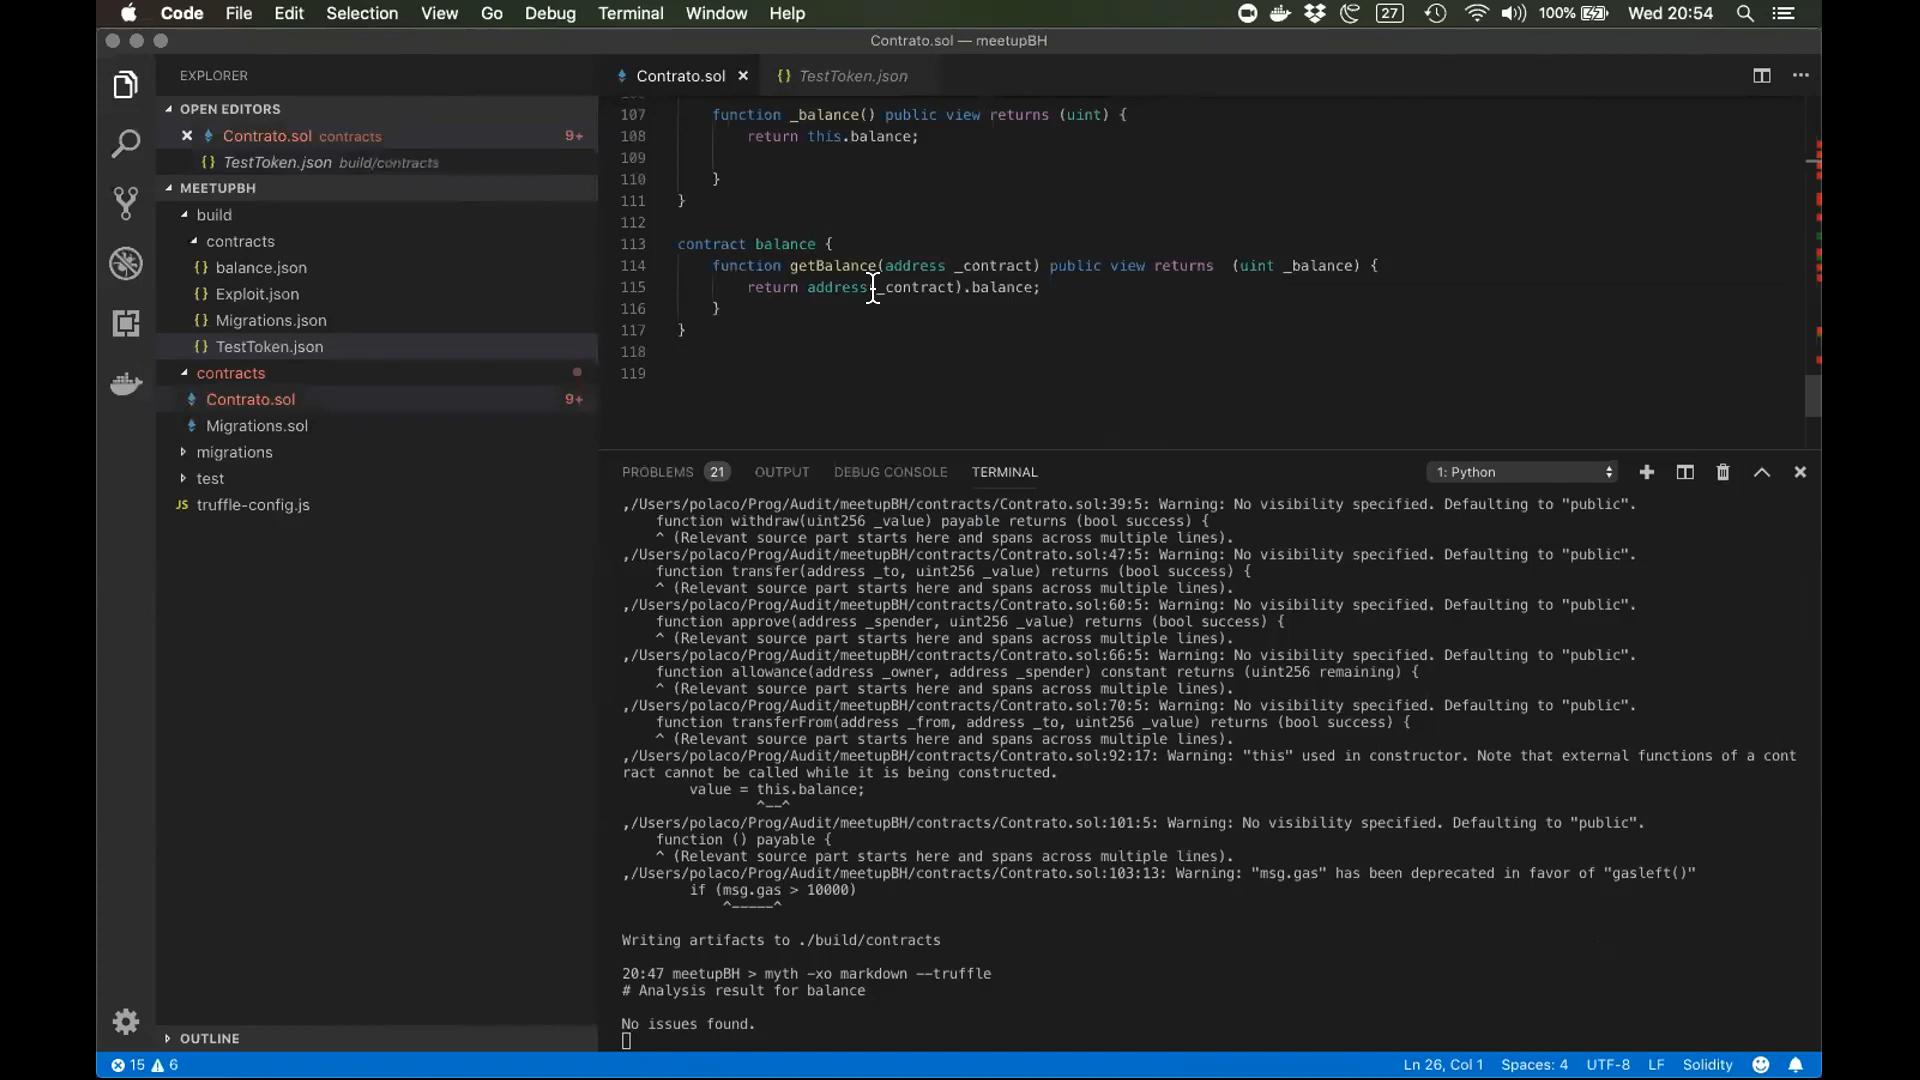 Code File Edit Selection View Go Debug Terminal Window Help 27 100% Wed 20:54
Contrato.sol — meetupBH
EXPLORER
OPEN EDITORS
Contrato.sol contracts 9+
{} TestToken.json build/contracts
MEETUPBH
build
contracts
{} balance.json
{} Exploit.json
{} Migrations.json
{} TestToken.json
contracts
Contrato.sol 9+
Migrations.sol
migrations
test
JS truffle-config.js
OUTLINE
Contrato.sol
{} TestToken.json
107 function _balance() public view returns (uint) {
108 return this.balance;
109
110 }
111 }
112
113 contract balance {
114 function getBalance(address _contract) public view returns  (uint _balance) {
115 return address(_contract).balance;
116 }
117 }
118
119
PROBLEMS 21 OUTPUT DEBUG CONSOLE TERMINAL 1: Python
,/Users/polaco/Prog/Audit/meetupBH/contracts/Contrato.sol:39:5: Warning: No visibility specified. Defaulting to "public".
function withdraw(uint256 _value) payable returns (bool success) {
^ (Relevant source part starts here and spans across multiple lines).
,/Users/polaco/Prog/Audit/meetupBH/contracts/Contrato.sol:47:5: Warning: No visibility specified. Defaulting to "public".
function transfer(address _to, uint256 _value) returns (bool success) {
^ (Relevant source part starts here and spans across multiple lines).
,/Users/polaco/Prog/Audit/meetupBH/contracts/Contrato.sol:60:5: Warning: No visibility specified. Defaulting to "public".
function approve(address _spender, uint256 _value) returns (bool success) {
^ (Relevant source part starts here and spans across multiple lines).
,/Users/polaco/Prog/Audit/meetupBH/contracts/Contrato.sol:66:5: Warning: No visibility specified. Defaulting to "public".
function allowance(address _owner, address _spender) constant returns (uint256 remaining) {
^ (Relevant source part starts here and spans across multiple lines).
,/Users/polaco/Prog/Audit/meetupBH/contracts/Contrato.sol:70:5: Warning: No visibility specified. Defaulting to "public".
function transferFrom(address _from, address _to, uint256 _value) returns (bool success) {
^ (Relevant source part starts here and spans across multiple lines).
,/Users/polaco/Prog/Audit/meetupBH/contracts/Contrato.sol:92:17: Warning: "this" used in constructor. Note that external functions of a cont
ract cannot be called while it is being constructed.
value = this.balance;
^——^
,/Users/polaco/Prog/Audit/meetupBH/contracts/Contrato.sol:101:5: Warning: No visibility specified. Defaulting to "public".
function () payable {
^ (Relevant source part starts here and spans across multiple lines).
,/Users/polaco/Prog/Audit/meetupBH/contracts/Contrato.sol:103:13: Warning: "msg.gas" has been deprecated in favor of "gasleft()"
if (msg.gas > 10000)
^-----^
Writing artifacts to ./build/contracts
20:47 meetupBH > myth -xo markdown --truffle
# Analysis result for balance
No issues found.
15 6 Ln 26, Col 1 Spaces: 4 UTF-8 LF Solidity